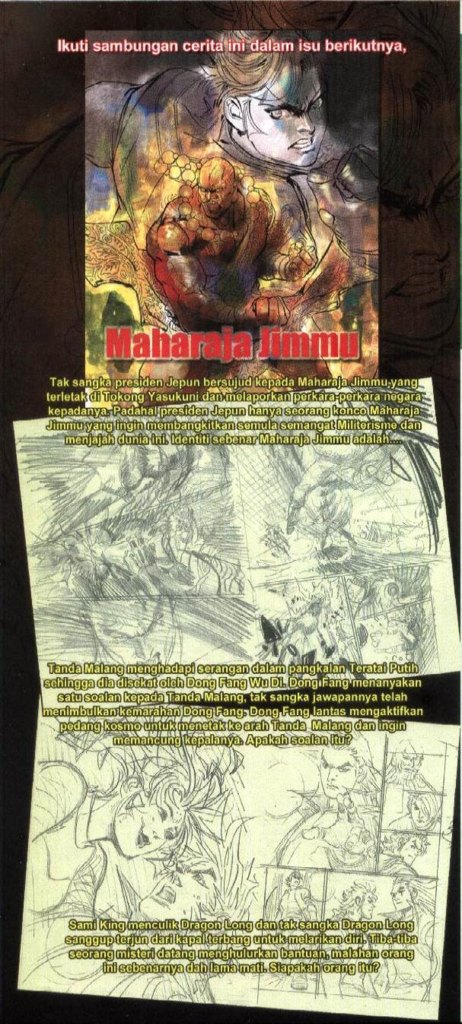 Ikuti sambungan cerita ini dalam isu berikutnya,
Maharaja Jimmu
Tak sangka presiden Jepun bersujud kepada Maharaja Jimmu yang
terletak di Tokong Yasukuni dan melaporkan perkara-perkara negara
kepadanya. Padahal presiden Jepun hanya seorang konco Maharaja
Jimmu yang ingin membangkitkan semula semangat Militerisme dan
menjajah dunia ini. Identiti sebenar Maharaja Jimmu adalah....
Tanda Malang menghadapi serangan dalam pangkalan Teratai Putih
sehingga dia disekat oleh Dong Fang Wu Di. Dong Fang menanyakan
satu soalan kepada Tanda Malang, tak sangka jawapannya telah
menimbulkan kemarahan Dong Fang. Dong Fang lantas mengaktifkan
pedang kosmo untuk menetak ke arah Tanda Malang dan ingin
memancung kepalanya. Apakah soalan itu?
Sami King menculik Dragon Long dan tak sangka Dragon Long
sanggup terjun dari kapal terbang untuk melarikan diri. Tiba-tiba
seorang misteri datang menghulurkan bantuan, malahan orang
ini sebenarnya dah lama mati. Siapakah orang itu?